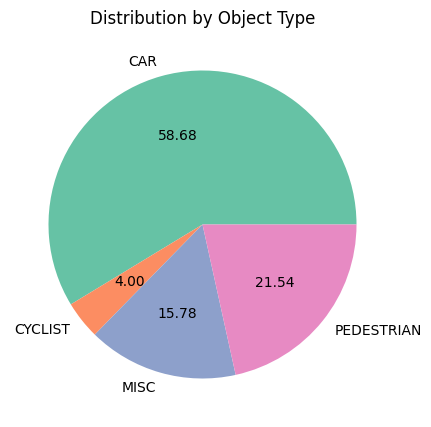 Distribution by Object Type
CAR
58.68
4.00
21.54
15.78
CYCLIST
PEDESTRIAN
MISC